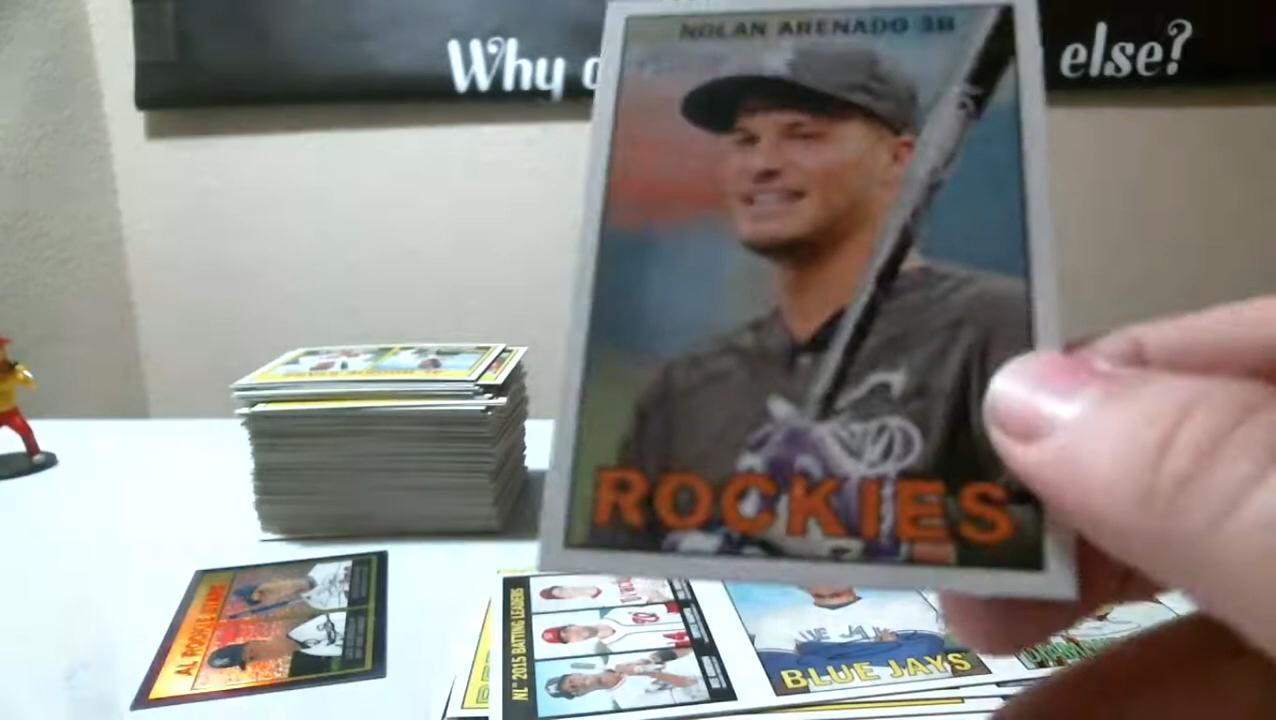 NOLAN ARENADO 3B
Why
else?
ROCKIES
AL ROOKIE STARS
NL 2015 BATTING LEADERS
BLUE JAYS